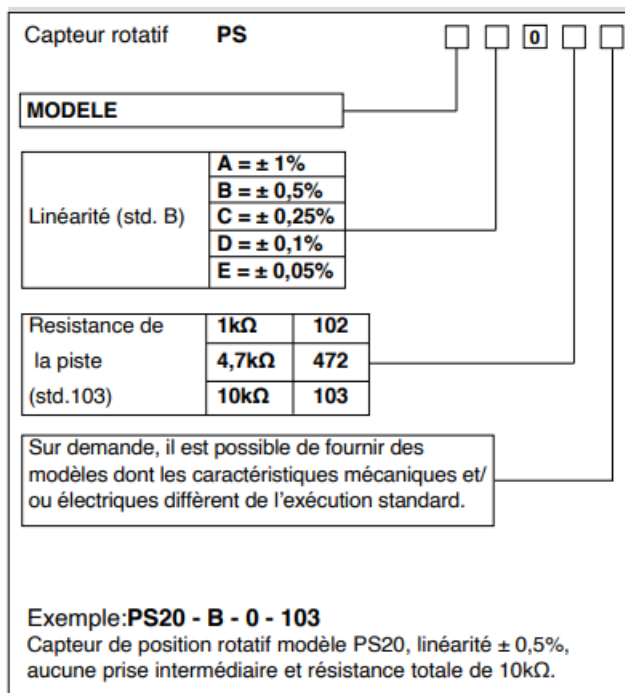 Capteur rotatif PS 0
MODELE
Linéarité (std. B)
A = ± 1%
B = ± 0,5%
C = ± 0,25%
D = ± 0,1%
E = ± 0,05%
Resistance de
la piste
(std.103)
1kΩ 102
4,7kΩ 472
10kΩ 103
Sur demande, il est possible de fournir des
modèles dont les caractéristiques mécaniques et/
ou électriques diffèrent de l’exécution standard.
Exemple:PS20 - B - 0 - 103
Capteur de position rotatif modèle PS20, linéarité ± 0,5%,
aucune prise intermédiaire et résistance totale de 10kΩ.